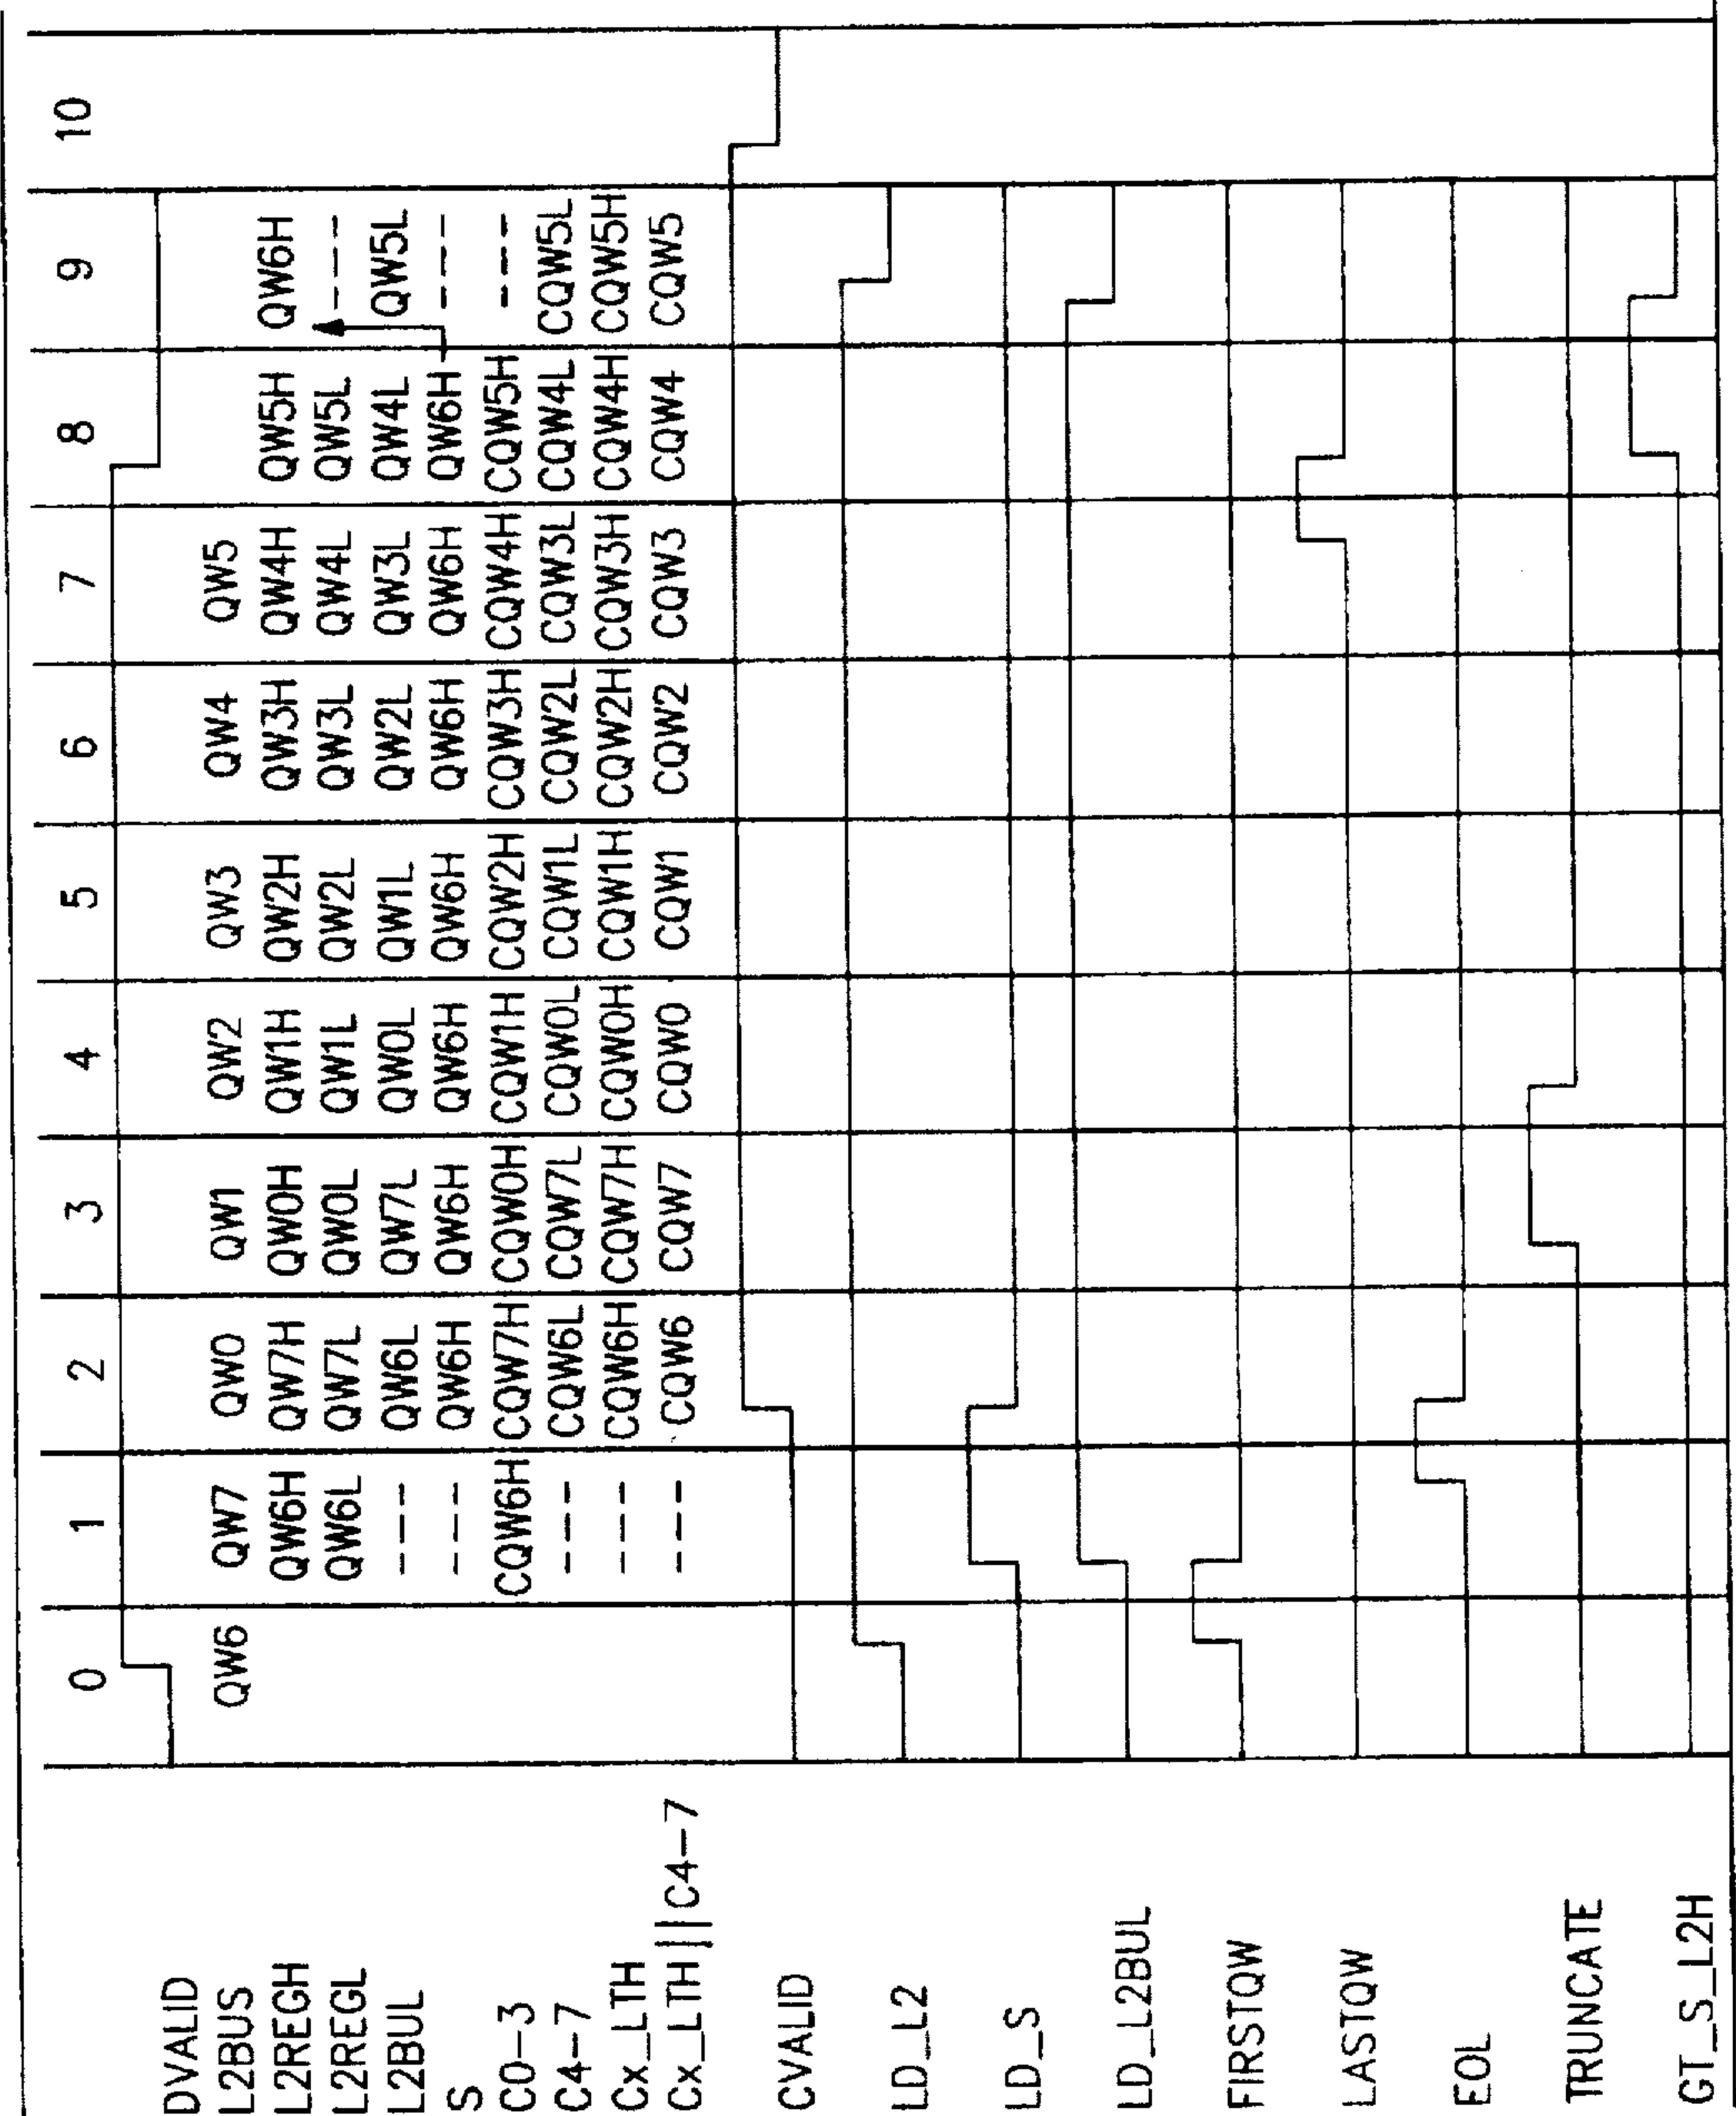 0 1 2 3 4 5 6 7 8 9 10
DVALID
L2BUS QW6 QW7 QW0 QW1 QW2 QW3 QW4 QW5
L2REGH QW6H QW7H QW0H QW1H QW2H QW3H QW4H QW5H QW6H
L2REGL QW6L QW7L QW0L QW1L QW2L QW3L QW4L QW5L ----
L2BUL --- QW6L QW7L QW0L QW1L QW2L QW3L QW4L QW5L
S --- QW6H QW6H QW6H QW6H QW6H QW6H QW6H ----
C0-3 CQW6H CQW7H CQW0H CQW1H CQW2H CQW3H CQW4H CQW5H ---
C4-7 --- CQW6L CQW7L CQW0L CQW1L CQW2L CQW3L CQW4L CQW5L
Cx_LTH --- CQW6H CQW7H CQW0H CQW1H CQW2H CQW3H CQW4H CQW5H
Cx_LTH||C4-7 --- CQW6 CQW7 CQW0 CQW1 CQW2 CQW3 CQW4 CQW5
CVALID
LD_L2
LD_S
LD_L2BUL
FIRSTQW
LASTQW
EOL
TRUNCATE
GT_S_L2H